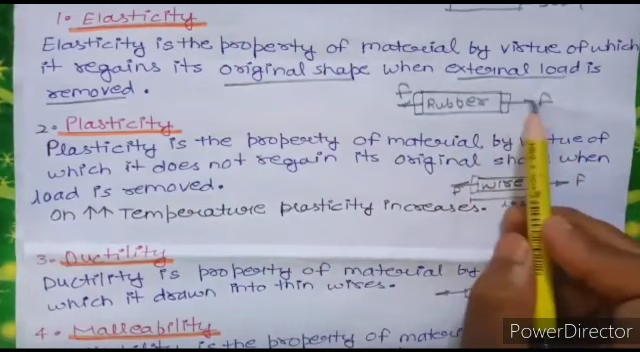 1. Elasticity
Elasticity is the property of material by virtue of which
it regains its original shape when external load is
removed.
F Rubber F
2. Plasticity
Plasticity is the property of material by virtue of
which it does not regain its original shape when
load is removed.
wire F
On ↑↑ Temperature plasticity increases.
3. Ductility
Ductility is property of material by
which it drawn into thin wires.
4. Malleability
is the property of mater
PowerDirector